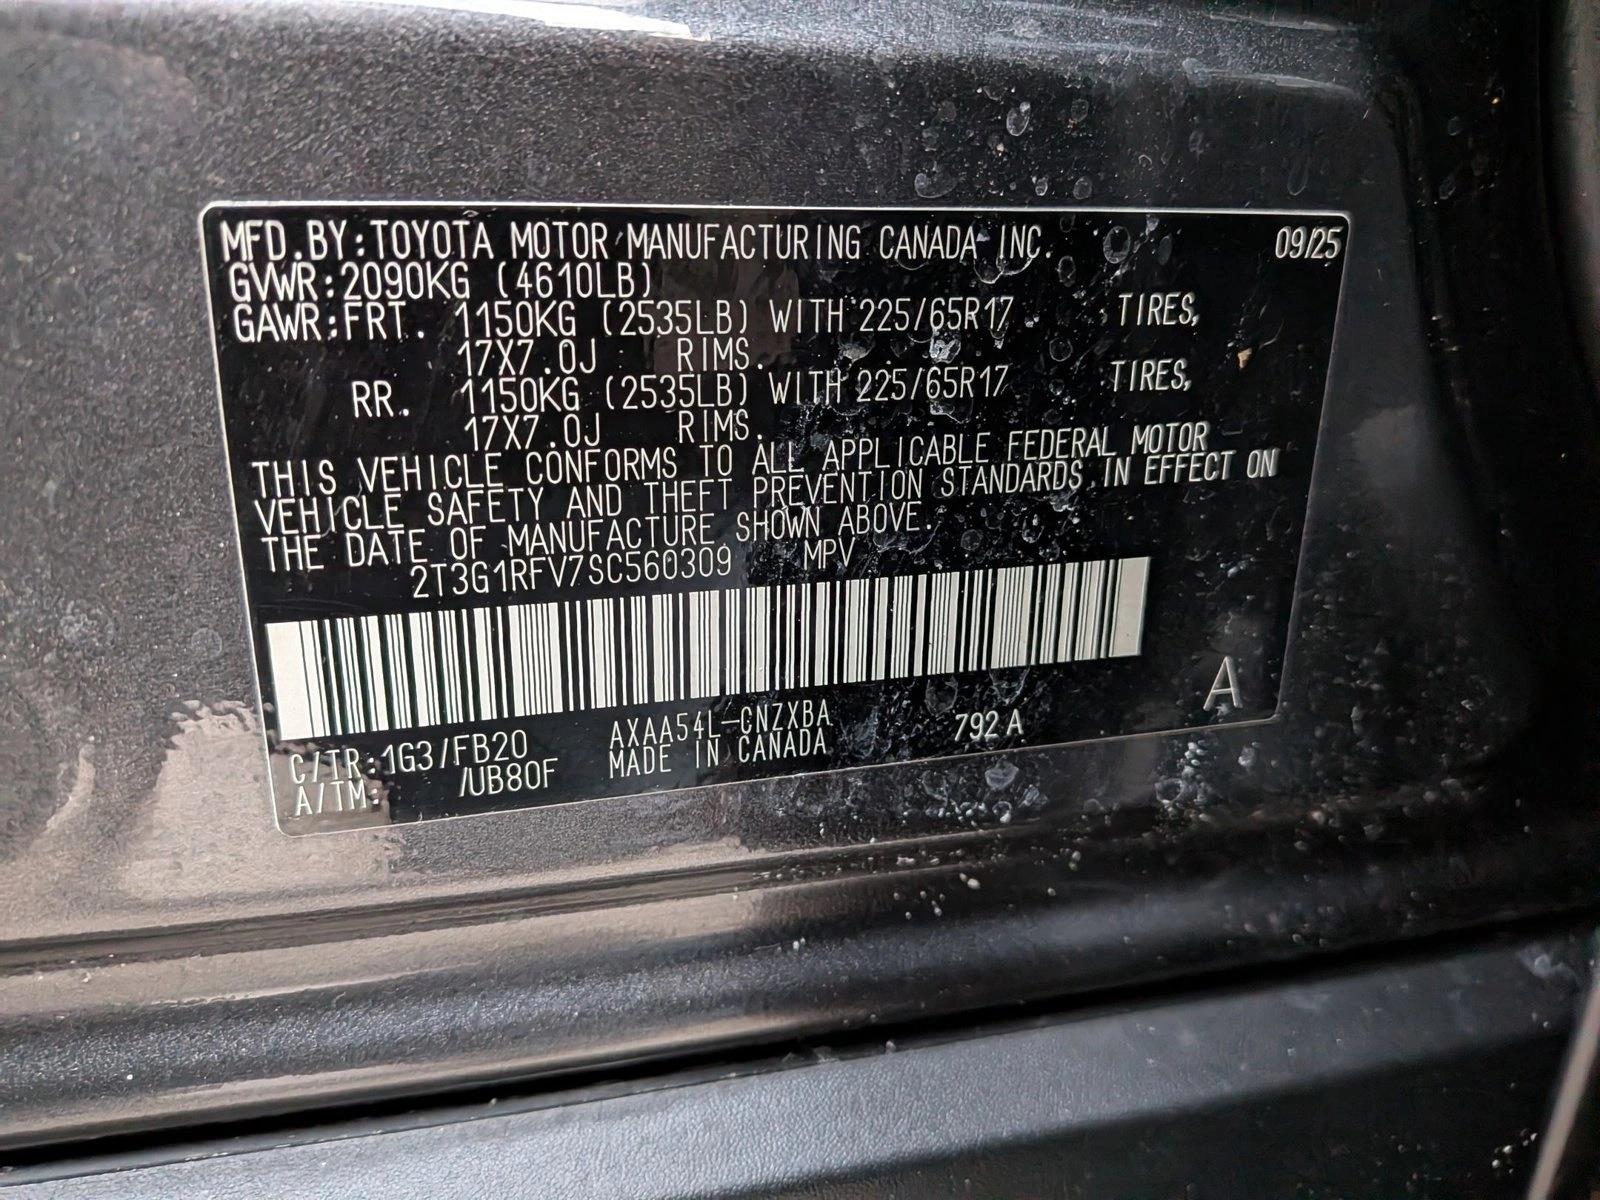 MFD.BY:TOYOTA MOTOR MANUFACTURING CANADA INC. 09/25
GVWR:2090KG (4610LB)
GAWR:FRT. 1150KG (2535LB) WITH 225/65R17 TIRES,
17X7.0J RIMS.
RR. 1150KG (2535LB) WITH 225/65R17 TIRES,
17X7.0J RIMS.
THIS VEHICLE CONFORMS TO ALL APPLICABLE FEDERAL MOTOR
VEHICLE SAFETY AND THEFT PREVENTION STANDARDS IN EFFECT ON
THE DATE OF MANUFACTURE SHOWN ABOVE.
2T3G1RFV7SC560309 MPV
A
C/TR:1G3/FB20 AXAA54L-CNZXBA 792A
A/TM: /UB80F MADE IN CANADA